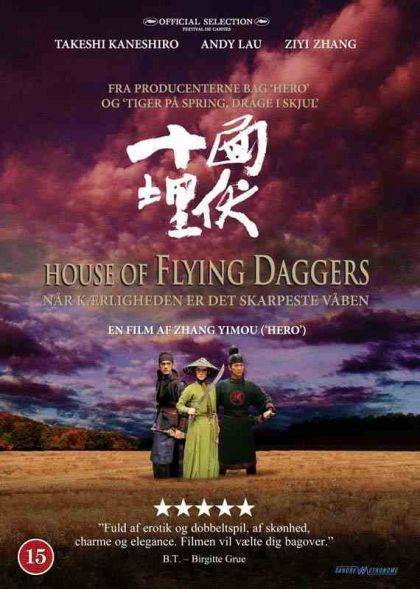 OFFICIAL SELECTION
FESTIVAL DE CANNES
TAKESHI KANESHIRO ANDY LAU ZIYI ZHANG
FRA PRODUCENTERNE BAG 'HERO'
OG 'TIGER PÅ SPRING, DRAGE I SKJUL'
十面
埋伏
HOUSE OF FLYING DAGGERS
NÅR KÆRLIGHEDEN ER DET SKARPESTE VÅBEN
EN FILM AF ZHANG YIMOU ('HERO')
"Fuld af erotik og dobbeltspil, af skønhed,
charme og elegance. Filmen vil vælte dig bagover."
B.T. – Birgitte Grue
15
SANDREW METRONOME